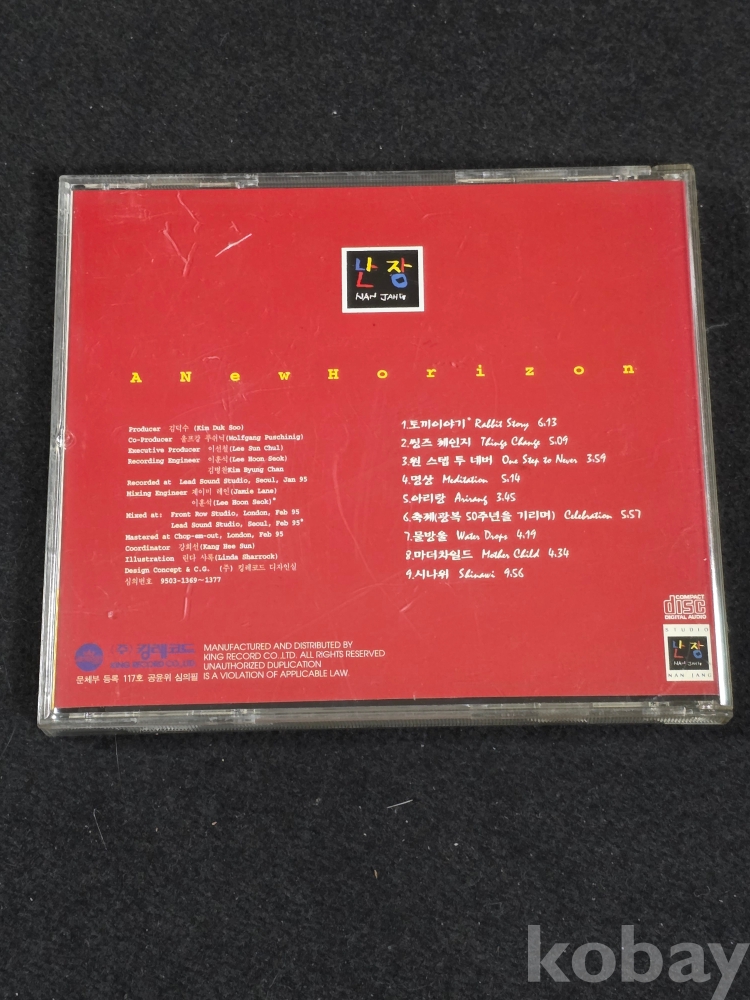 난장
NAN JANG
A New Horizon
Producer 김덕수 (Kim Duk Soo)
Co-Producer 울프강 푸쉬닉(Wolfgang Puschinig)
Executive Producer 이선철(Lee Sun Chul)
Recording Engineer 이훈석(Lee Hoon Seok)
김병찬Kim Byung Chan
Recorded at Lead Sound Studio, Seoul, Jan 95
Mixing Engineer 제이미 레인(Jamie Lane)
이훈석(Lee Hoon Seok)*
Mixed at: Front Row Studio, London, Feb 95
Lead Sound Studio, Seoul, Feb 95*
Mastered at Chop-em-out, London, Feb 95
Coordinator 강희선(Kang Hee Sun)
Illustration 린다 샤록(Linda Sharrock)
Design Concept & C.G. (주) 킹레코드 디자인실
심의번호 9503-1369~1377
1.토끼이야기* Rabbit Story 6.13
2.씽즈 체인지 Things Change 5.09
3.원 스텝 투 네버 One Step to Never 3.59
4.명상 Meditation 5.14
5.아리랑 Arirang 3.45
6.축제(광복 50주년을 기리며) Celebration 5.57
7.물방울 Water Drops 4.19
8.마더차일드 Mother Child 4.34
9.시나위 Shinawi 9.56
(주) 킹레코드
KING RECORD CO.,LTD.
문체부 등록 117호 공윤위 심의필
MANUFACTURED AND DISTRIBUTED BY
KING RECORD CO.,LTD. ALL RIGHTS RESERVED
UNAUTHORIZED DUPLICATION
IS A VIOLATION OF APPLICABLE LAW.
COMPACT
disc
DIGITAL AUDIO
STUDIO
난장
NAN JANG
NAN JANG
kobay